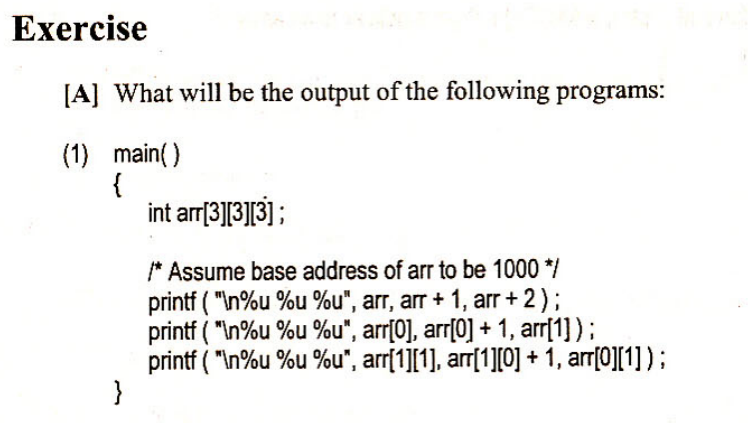 Exercise
[A] What will be the output of the following programs:
(1) main( )
{
int arr[3][3][3] ;
/* Assume base address of arr to be 1000 */
printf ( "\n%u %u %u", arr, arr + 1, arr + 2 ) ;
printf ( "\n%u %u %u", arr[0], arr[0] + 1, arr[1] ) ;
printf ( "\n%u %u %u", arr[1][1], arr[1][0] + 1, arr[0][1] ) ;
}